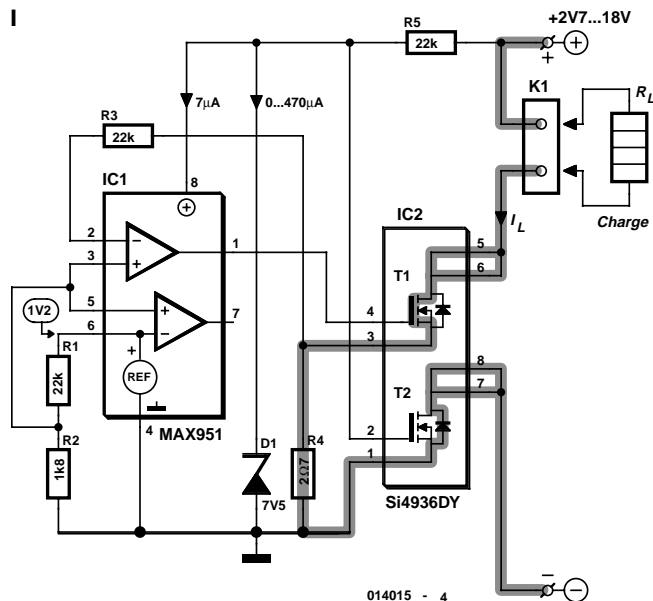 I
+2V7...18V
R5
22k
+
+
K1
RL
7µA
0...470µA
R3
22k
IC1
8
+
IC2
IL
Charge
2
−
1
5
3
+
6
T1
5
+
7
4
1V2
6
−
3
R1
+
22k
REF
8
7
T2
4
MAX951
D1
R4
2
R2
1k8
2Ω7
1
7V5
Si4936DY
−
−
014015 - 4